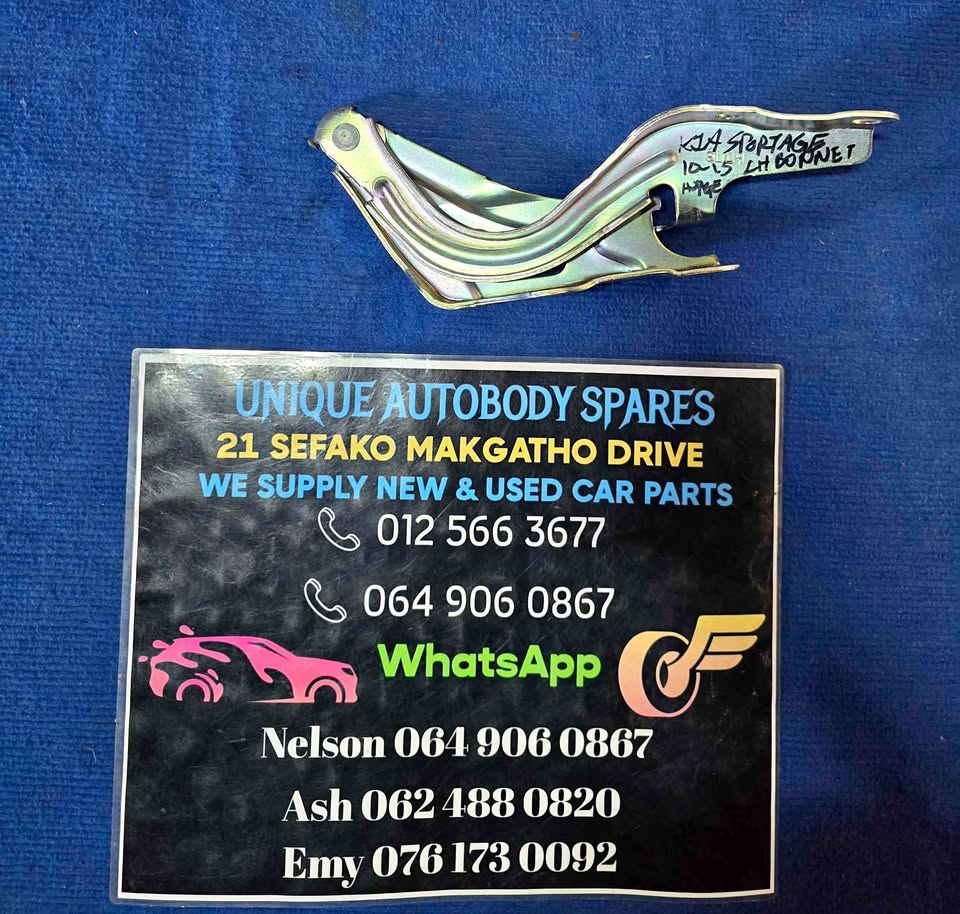 KIA SPORTAGE
10-15 LH BONNET
HINGE
UNIQUE AUTOBODY SPARES
21 SEFAKO MAKGATHO DRIVE
WE SUPPLY NEW & USED CAR PARTS
012 566 3677
064 906 0867
WhatsApp
Nelson 064 906 0867
Ash 062 488 0820
Emy 076 173 0092